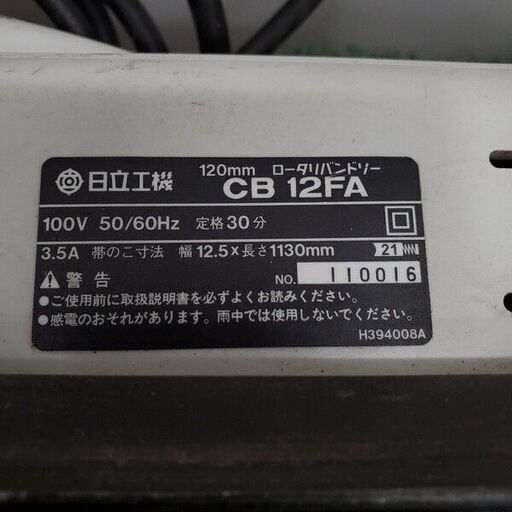 日立工機 120mm ロータリバンドソー
CB 12FA
100V 50/60Hz 定格30分
3.5A 帯のこ寸法 幅12.5×長さ1130mm 21
警告 NO. 110016
●ご使用前に取扱説明書を必ずよくお読みください。
●感電のおそれがあります。雨中では使用しないでください。
H394008A